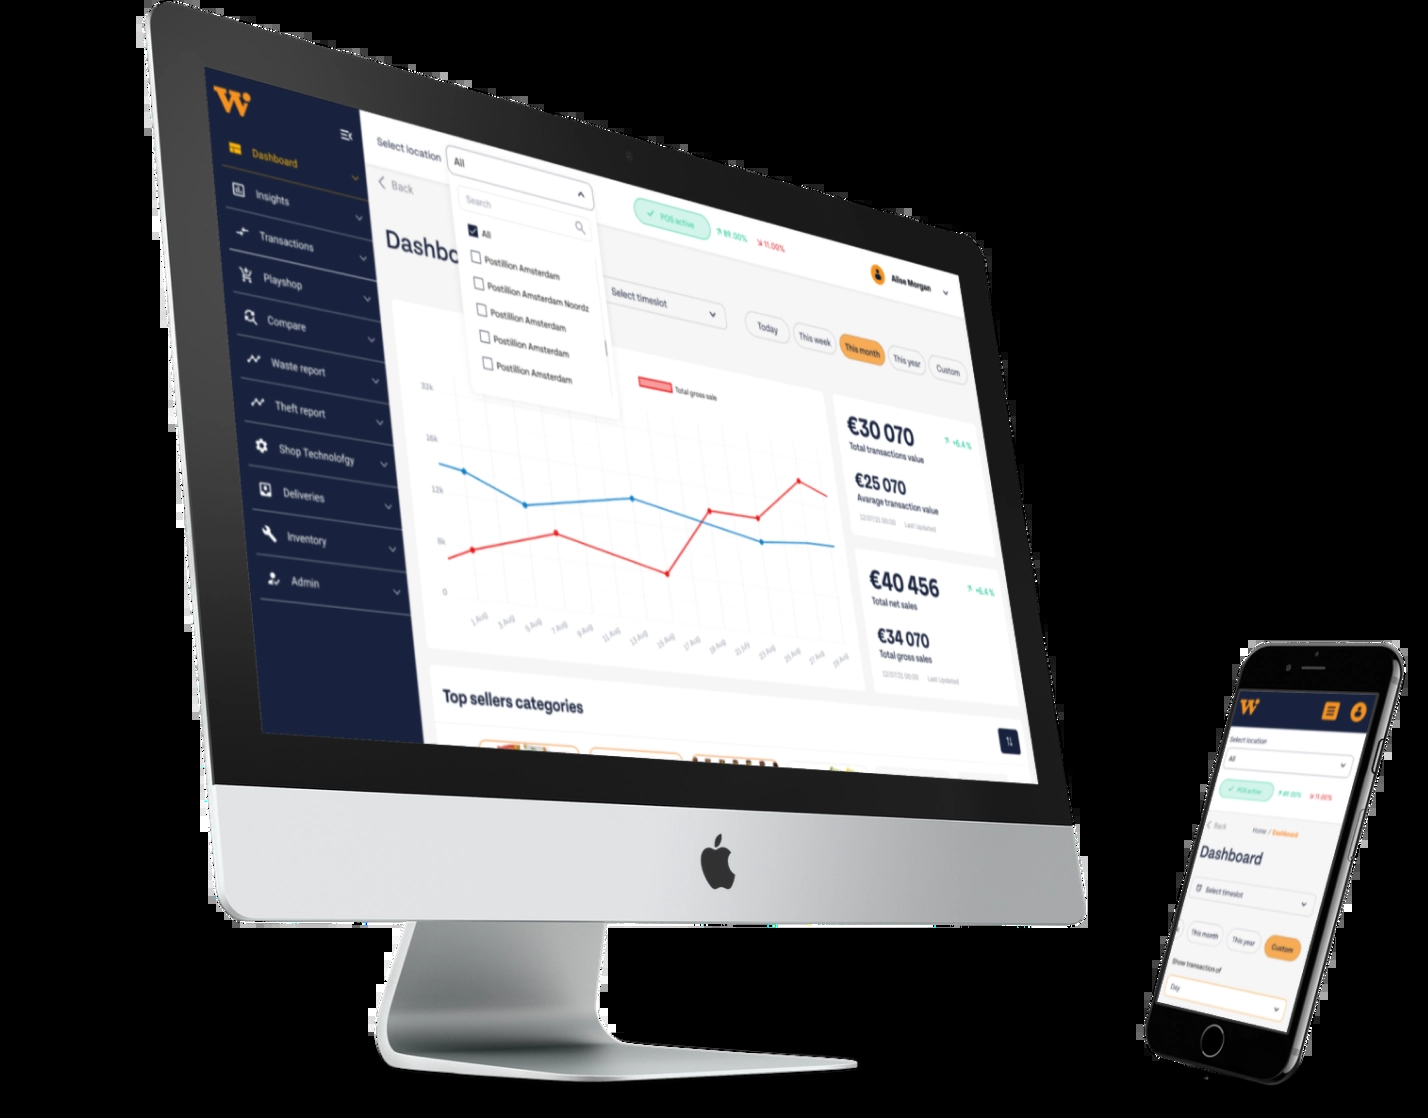 W
Dashboard
Insights
Transactions
Playshop
Compare
Waste report
Theft report
Shop Technolofgy
Deliveries
Inventory
Admin
Select location
All
Back
Search
All
Postillion Amsterdam
Postillion Amsterdam Noordz
Postillion Amsterdam
Postillion Amsterdam
Postillion Amsterdam
POS active
89.00%
11.00%
Alise Morgan
Dashbo
Select timeslot
Today
This week
This month
This year
Custom
Total gross sale
16k
12k
8k
0
1 Aug
3 Aug
5 Aug
7 Aug
9 Aug
11 Aug
13 Aug
15 Aug
17 Aug
19 Aug
21 July
23 Aug
25 Aug
27 Aug
€30 070
+6.4 %
Total transactions value
€25 070
Avarage transaction value
12/07/21 00:00 Last Updated
€40 456
+6.4 %
Total net sales
€34 070
Total gross sales
12/07/21 00:00 Last Updated
Top sellers categories
W
Select location
All
POS active
89.00%
11.00%
Back
Home / Dashboard
Dashboard
Select timeslot
This month
This year
Custom
Show transaction of
Day